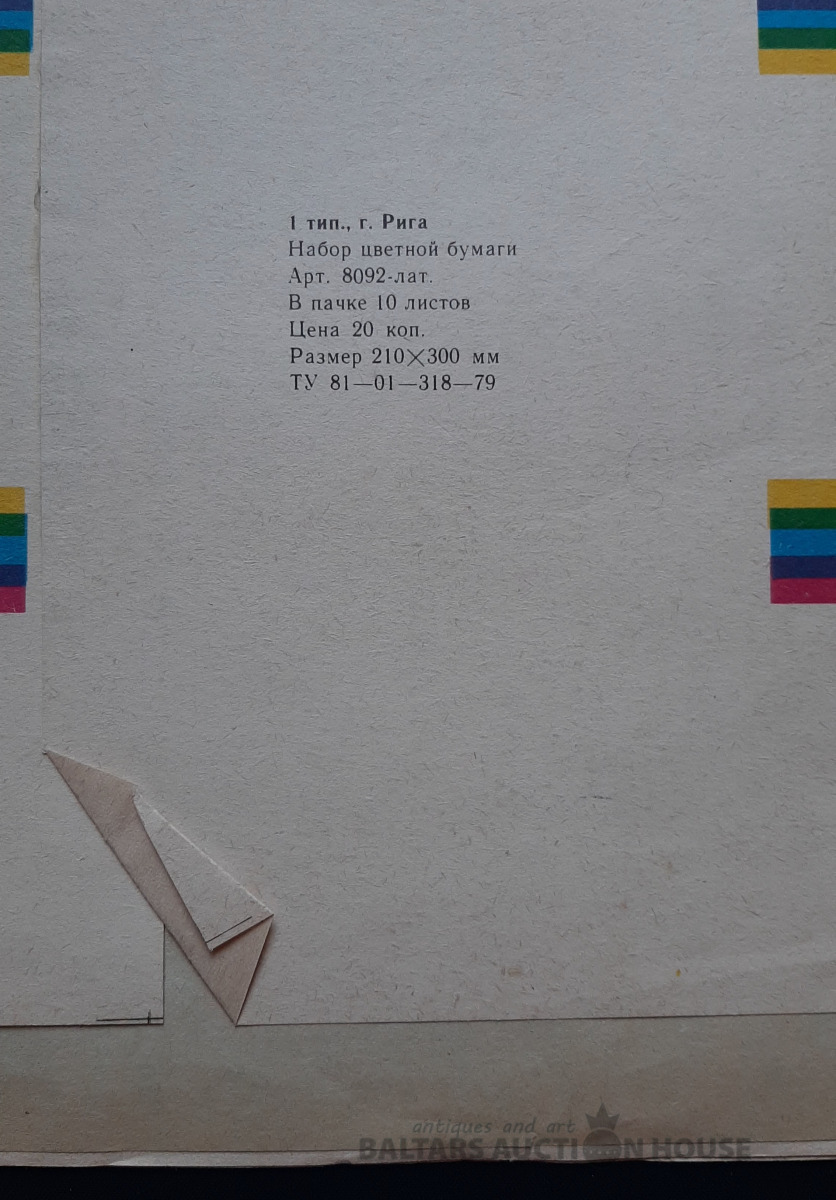 1 тип., г. Рига
Набор цветной бумаги
Арт. 8092-лат.
В пачке 10 листов
Цена 20 коп.
Размер 210×300 мм
ТУ 81—01—318—79
antiques and art
BALTARS AUCTION HOUSE